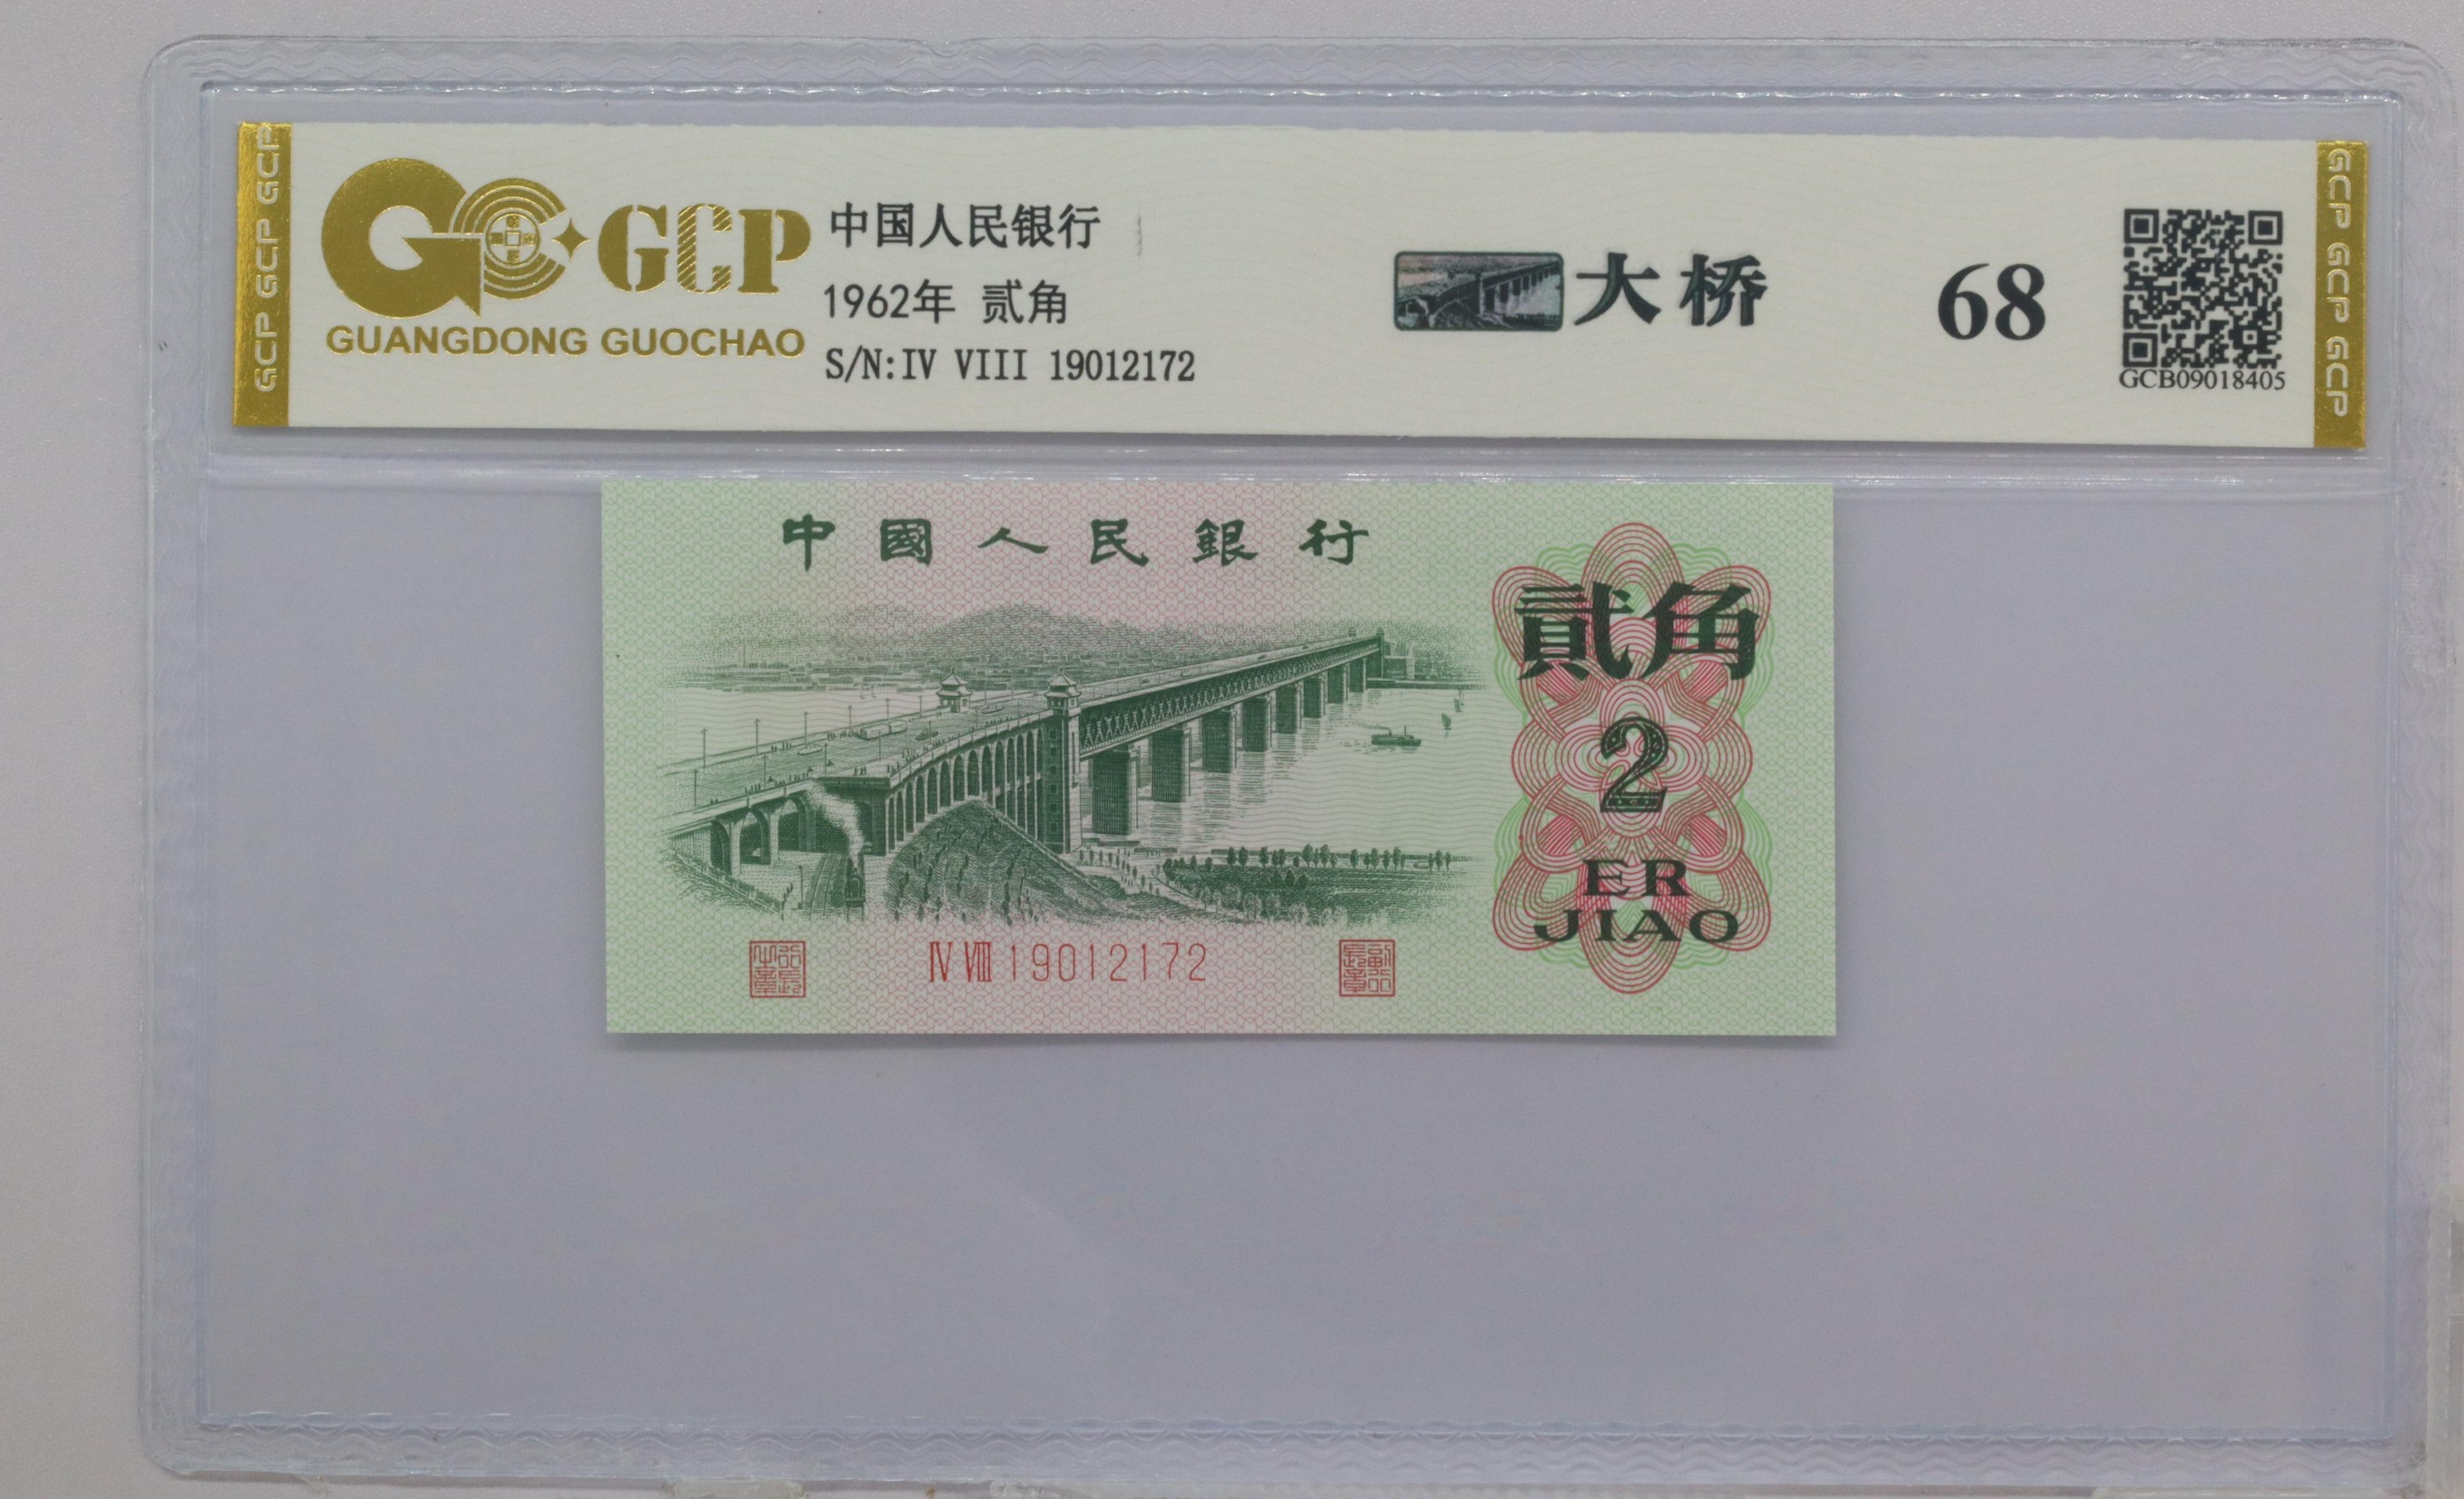 GCP GCP GCP
GCP
GUANGDONG GUOCHAO
中国人民银行
1962年 贰角
S/N:IV VIII 19012172
大桥
68
GCB09018405
GCP GCP GCP
中國人民銀行
貳角
2
ER
JIAO
Ⅳ Ⅷ 19012172